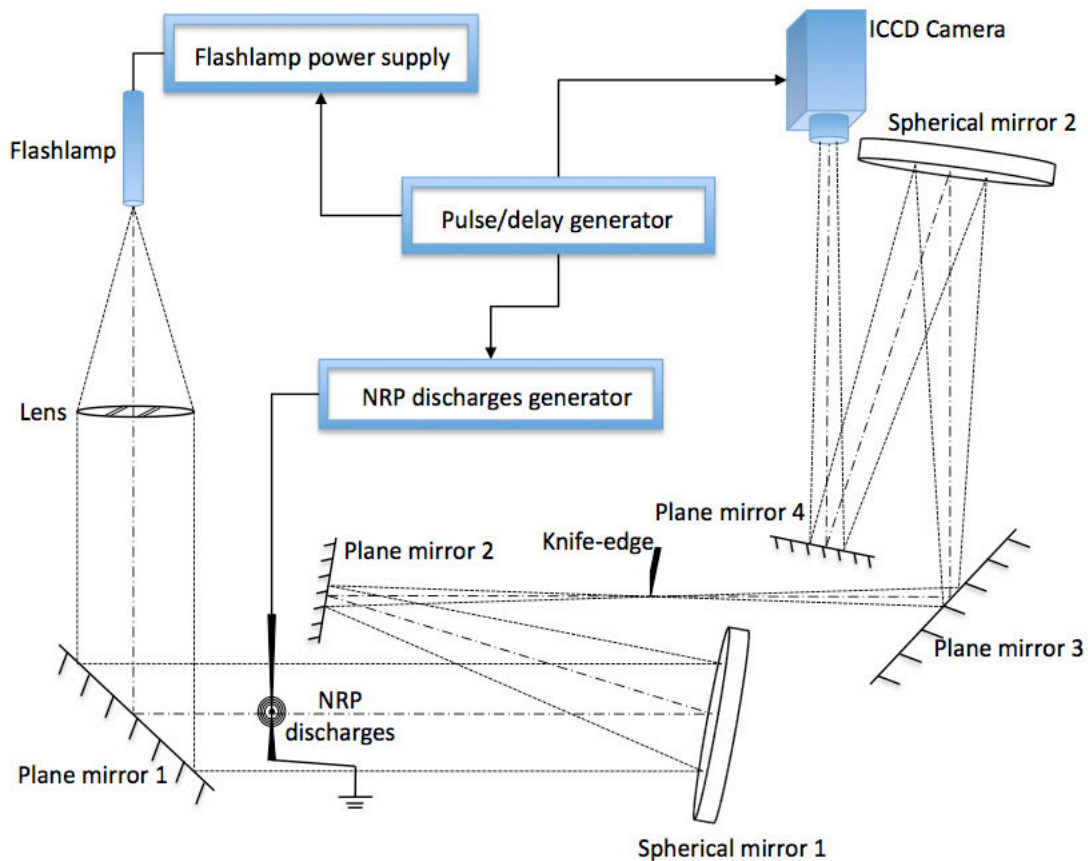 ICCD Camera
Flashlamp power supply
Spherical mirror 2
Flashlamp
Pulse/delay generator
NRP discharges generator
Lens
Plane mirror 4
Knife-edge
Plane mirror 2
Plane mirror 3
NRP
discharges
Plane mirror 1
Spherical mirror 1